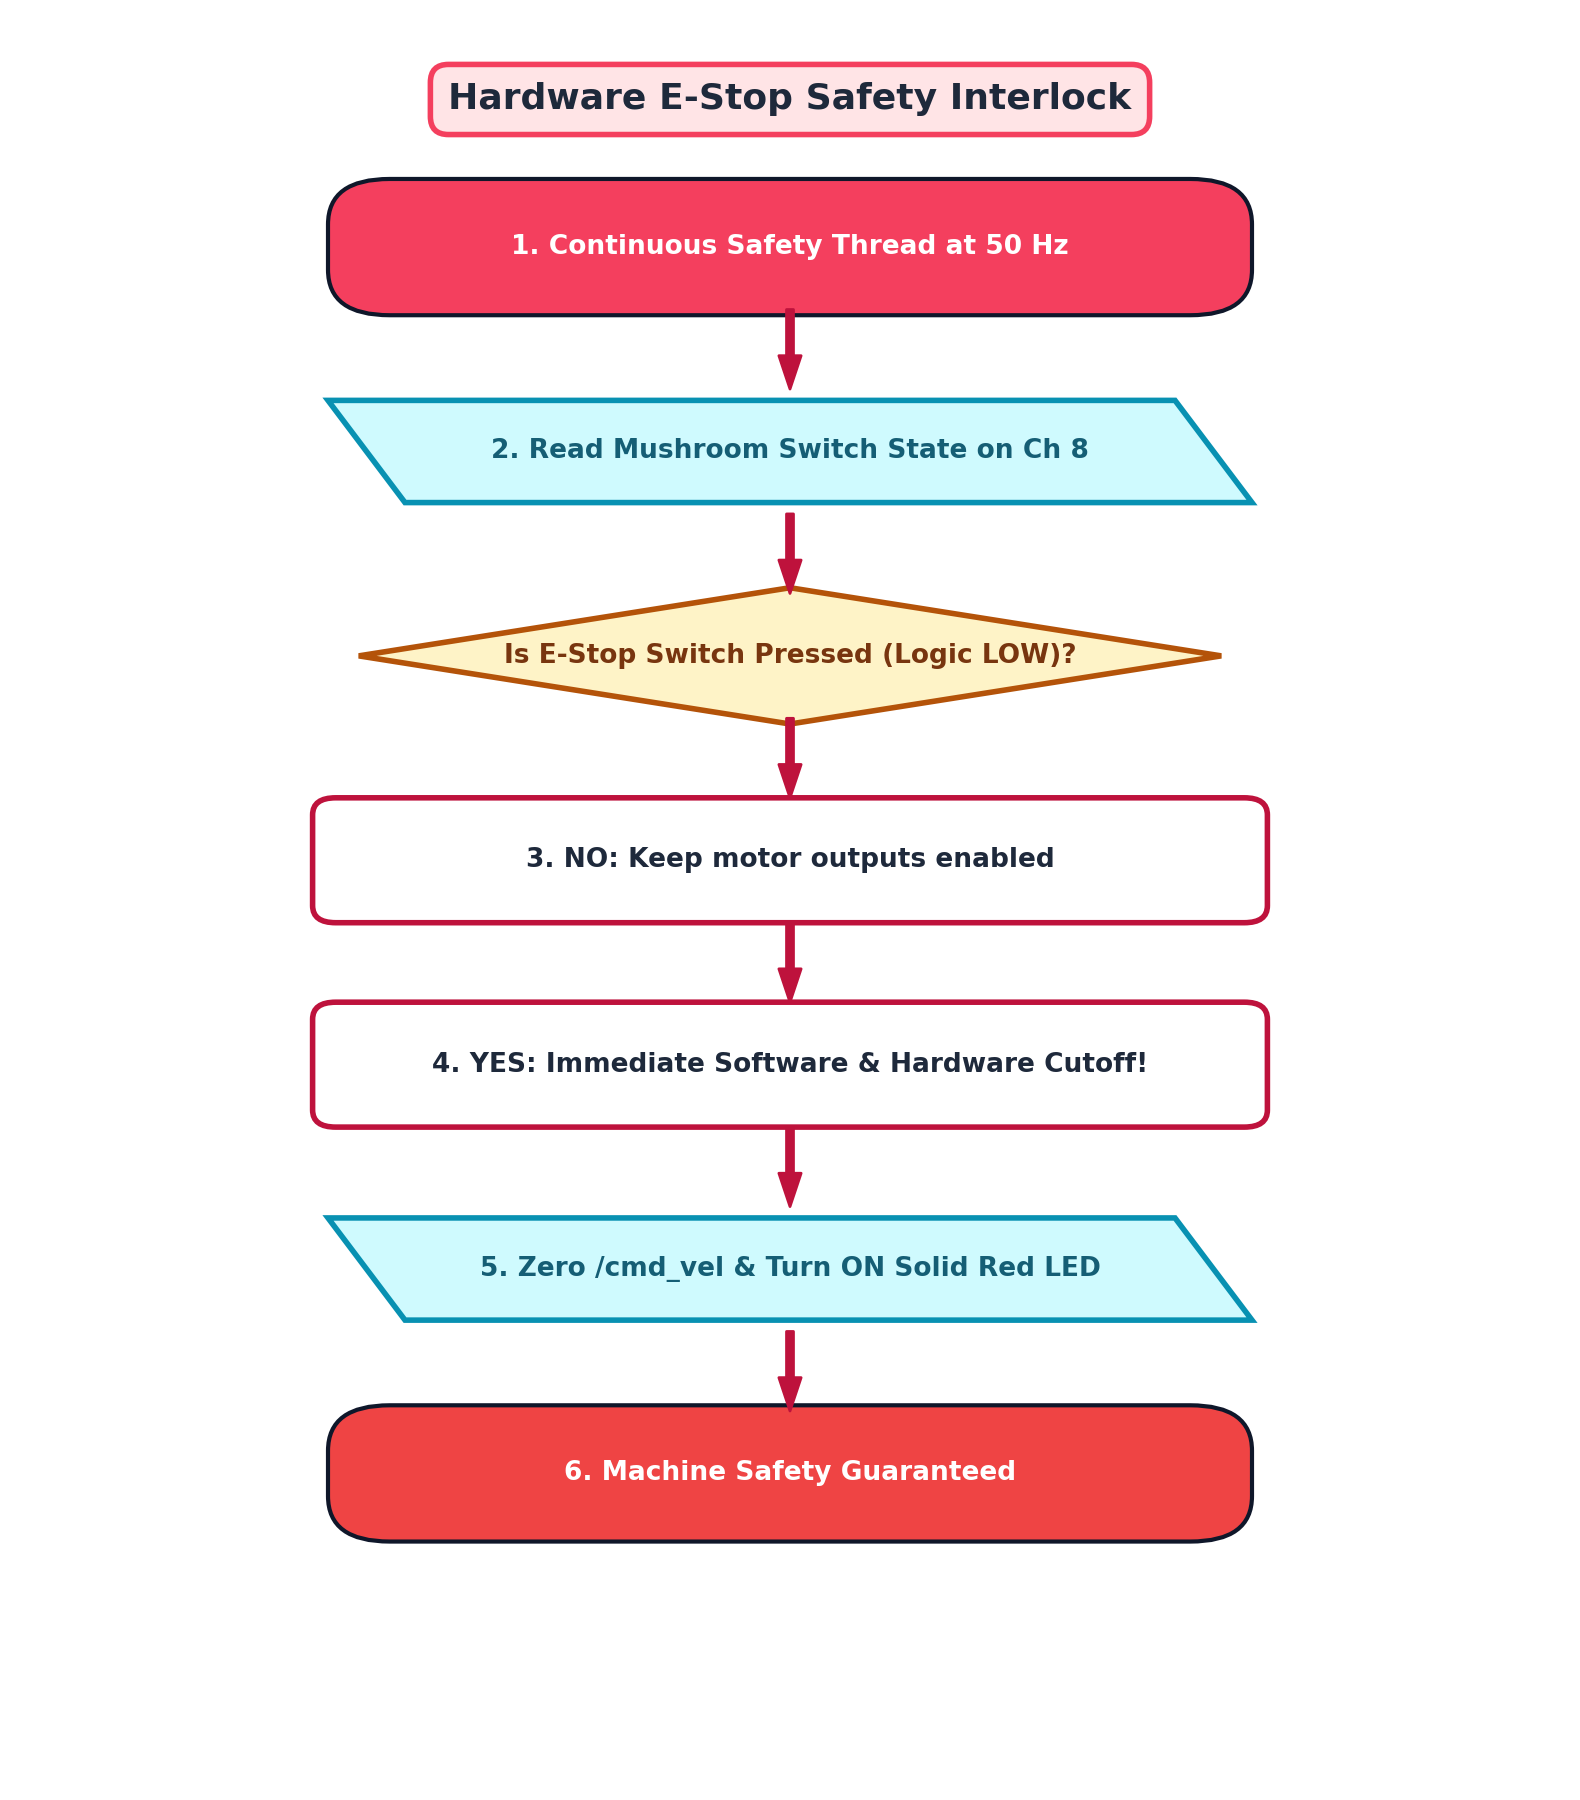 Hardware E-Stop Safety Interlock
1. Continuous Safety Thread at 50 Hz
2. Read Mushroom Switch State on Ch 8
Is E-Stop Switch Pressed (Logic LOW)?
3. NO: Keep motor outputs enabled
4. YES: Immediate Software & Hardware Cutoff!
5. Zero /cmd_vel & Turn ON Solid Red LED
6. Machine Safety Guaranteed